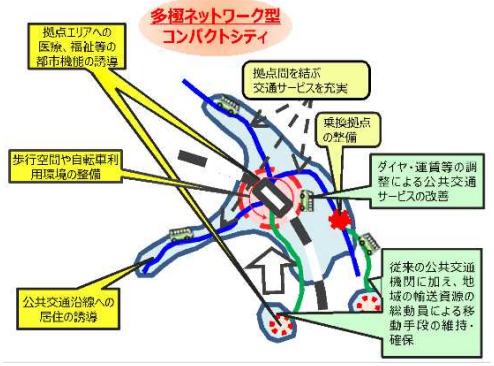 多極ネットワーク型
コンパクトシティ
拠点エリアへの
医療、福祉等の
都市機能の誘導
拠点間を結ぶ
交通サービスを充実
乗換拠点
の整備
歩行空間や自転車利
用環境の整備
ダイヤ・運賃等の調
整による公共交通
サービスの改善
公共交通沿線への
居住の誘導
従来の公共交通
機関に加え、地
域の輸送資源の
総動員による移
動手段の維持・
確保